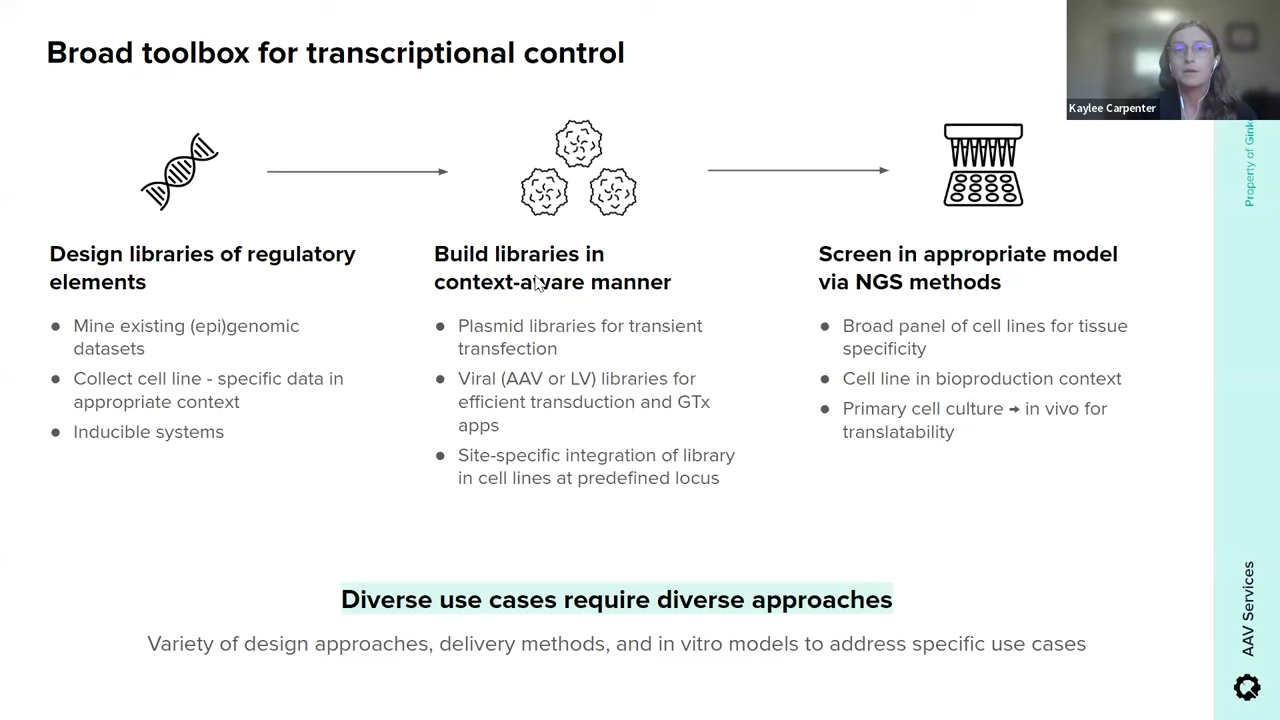 Broad toolbox for transcriptional control
Kaylee Carpenter
Design libraries of regulatory
elements
● Mine existing (epi)genomic
datasets
● Collect cell line - specific data in
appropriate context
● Inducible systems
Build libraries in
context-aware manner
● Plasmid libraries for transient
transfection
● Viral (AAV or LV) libraries for
efficient transduction and GTx
apps
● Site-specific integration of library
in cell lines at predefined locus
Screen in appropriate model
via NGS methods
● Broad panel of cell lines for tissue
specificity
● Cell line in bioproduction context
● Primary cell culture → in vivo for
translatability
Diverse use cases require diverse approaches
Variety of design approaches, delivery methods, and in vitro models to address specific use cases
Property of
AAV Services